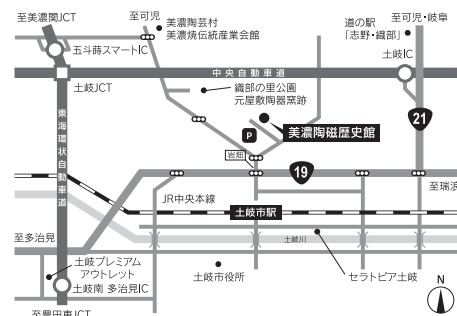 至美濃関JCT
至可児
美濃陶芸村
美濃焼伝統産業会館
道の駅
「志野・織部」
至可児・岐阜
五斗蒔スマートIC
土岐IC
中央自動車道
土岐JCT
織部の里公園
元屋敷陶器窯跡
21
P
美濃陶磁歴史館
岩畑
東海環状自動車道
19
至瑞浪
JR中央本線
土岐市駅
至多治見
土岐川
土岐プレミアム
アウトレット
土岐市役所
セラトピア土岐
土岐南 多治見IC
N
至豊田東JCT